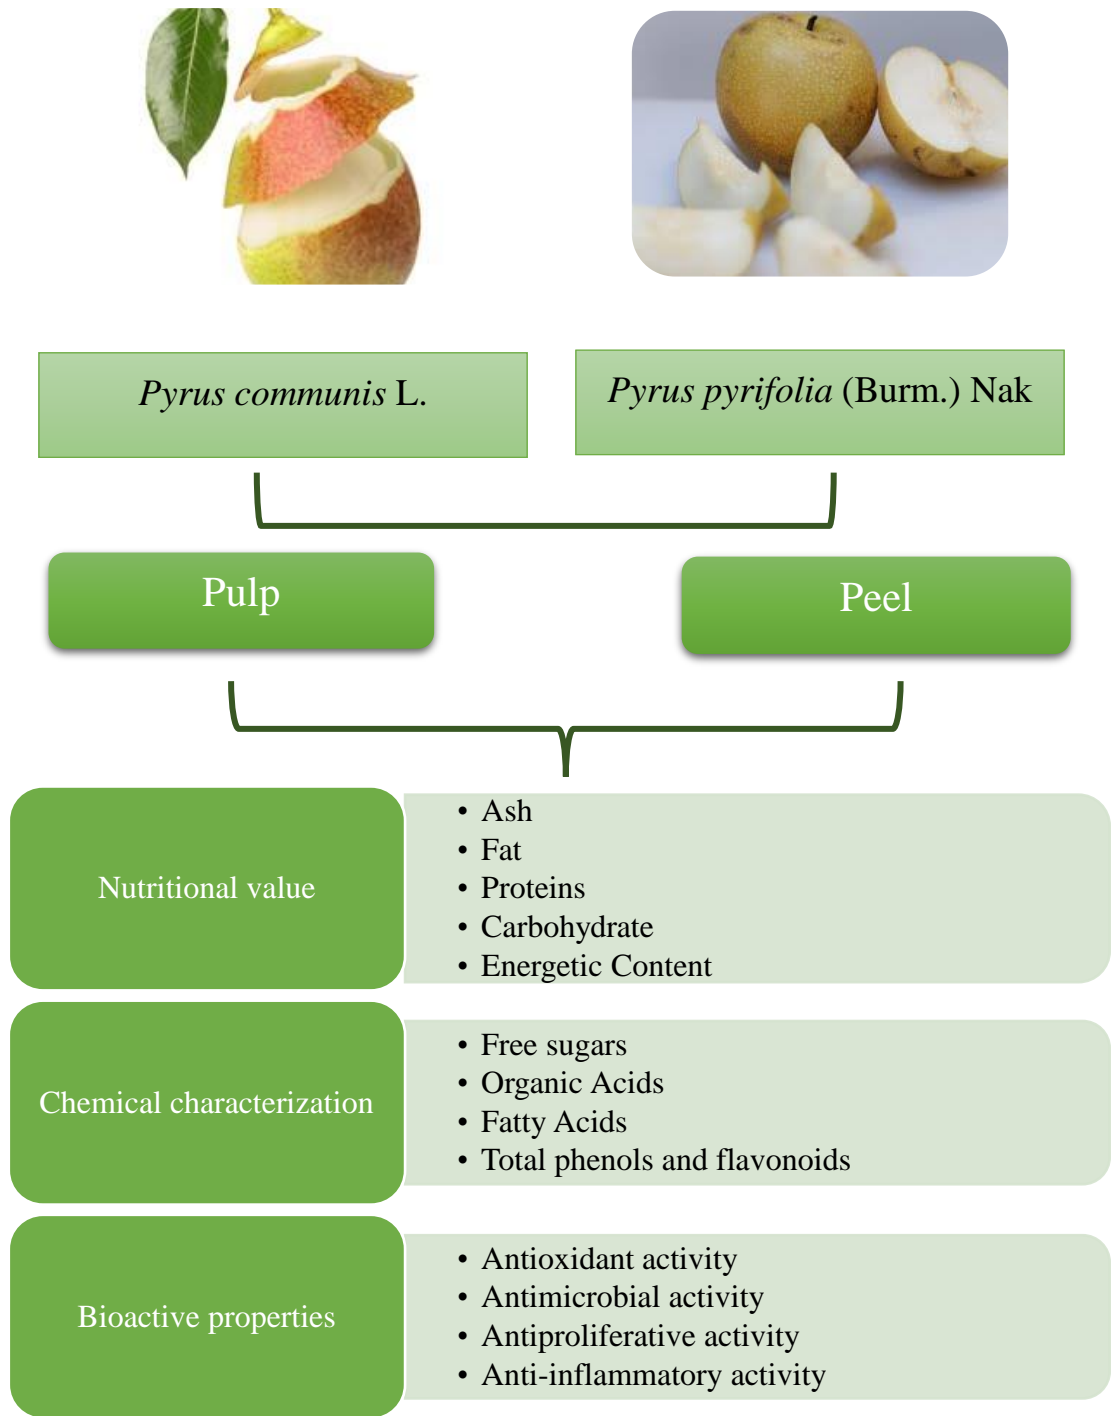 Pyrus communis L.
Pyrus pyrifolia (Burm.) Nak
Pulp
Peel
Nutritional value
• Ash
• Fat
• Proteins
• Carbohydrate
• Energetic Content
Chemical characterization
• Free sugars
• Organic Acids
• Fatty Acids
• Total phenols and flavonoids
Bioactive properties
• Antioxidant activity
• Antimicrobial activity
• Antiproliferative activity
• Anti-inflammatory activity